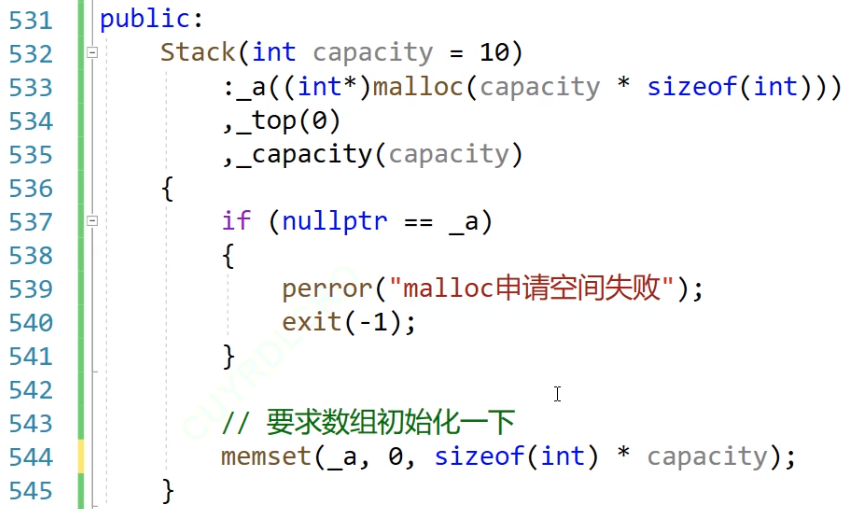 531 public:
532 Stack(int capacity = 10)
533 :_a((int*)malloc(capacity * sizeof(int)))
534 ,_top(0)
535 ,_capacity(capacity)
536 {
537 if (nullptr == _a)
538 {
539 perror("malloc申请空间失败");
540 exit(-1);
541 }
542
543 // 要求数组初始化一下
544 memset(_a, 0, sizeof(int) * capacity);
545 }